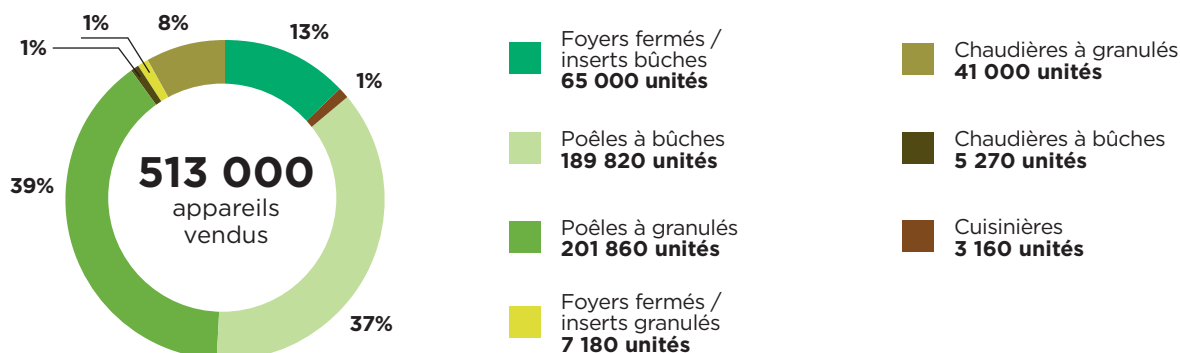 1%
8%
13%
1%
1%
39%
513 000
appareils
vendus
37%
Foyers fermés /
inserts bûches
65 000 unités
Poêles à bûches
189 820 unités
Poêles à granulés
201 860 unités
Foyers fermés /
inserts granulés
7 180 unités
Chaudières à granulés
41 000 unités
Chaudières à bûches
5 270 unités
Cuisinières
3 160 unités